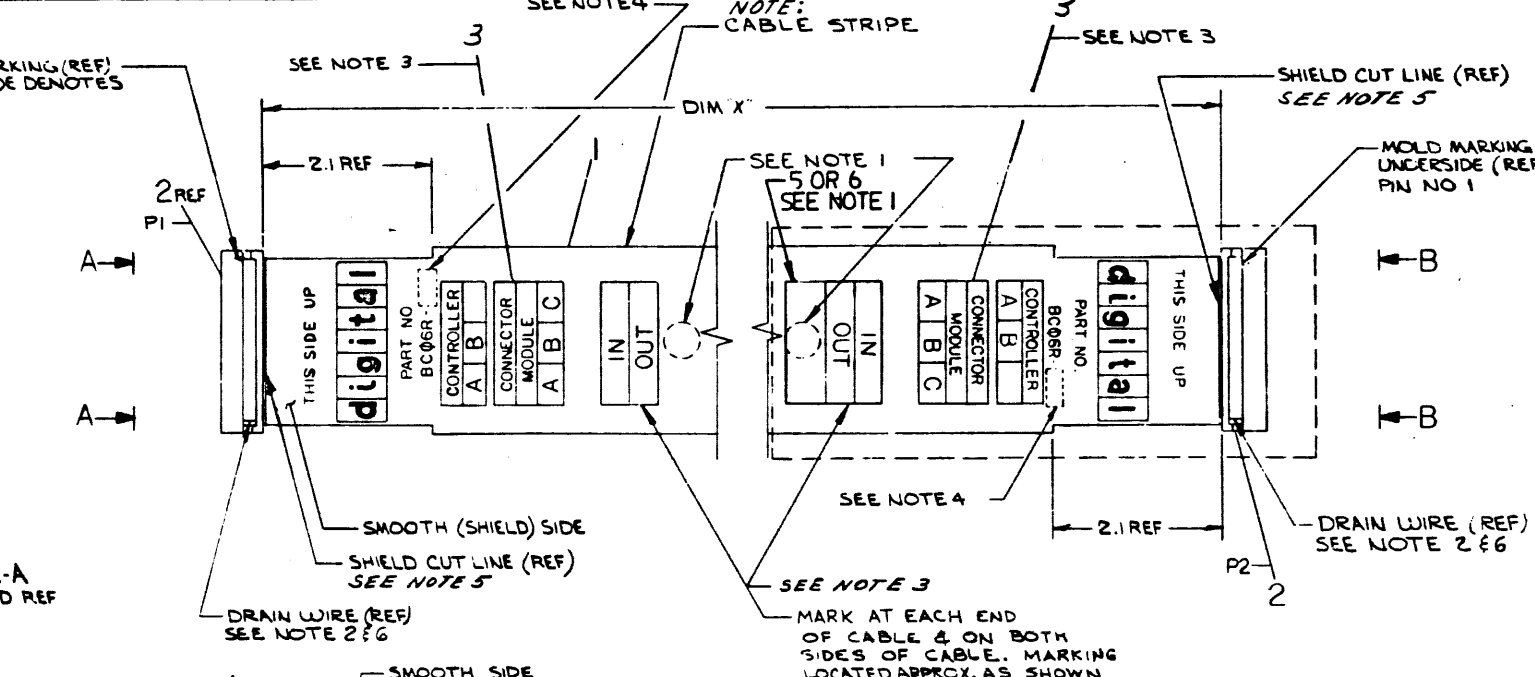 SEE NOTE 4
NOTE:
CABLE STRIPE
3
SEE NOTE 3
3
SEE NOTE 3
(REF)
DENOTES
SHIELD CUT LINE (REF)
SEE NOTE 5
DIM "X"
2.1 REF
1
SEE NOTE 1
5 OR 6
SEE NOTE 1
MOLD MARKING
UNDERSIDE
PIN NO 1
2 REF
P1
A
B
THIS SIDE UP
digital
PART NO
BCØ6R-
CONTROLLER
A B
CONNECTOR
MODULE
A B C
IN
OUT
IN
OUT
CONNECTOR
MODULE
A B C
CONTROLLER
A B
BCØ6R-
PART NO.
digital
THIS SIDE UP
A
B
SEE NOTE 4
2.1 REF
SMOOTH (SHIELD) SIDE
SHIELD CUT LINE (REF)
SEE NOTE 5
DRAIN WIRE (REF)
SEE NOTE 2 & 6
P2
2
-A
REF
SEE NOTE 3
DRAIN WIRE (REF)
SEE NOTE 2 & 6
MARK AT EACH END
OF CABLE & ON BOTH
SIDES OF CABLE. MARKING
LOCATED APPROX. AS SHOWN
SMOOTH SIDE